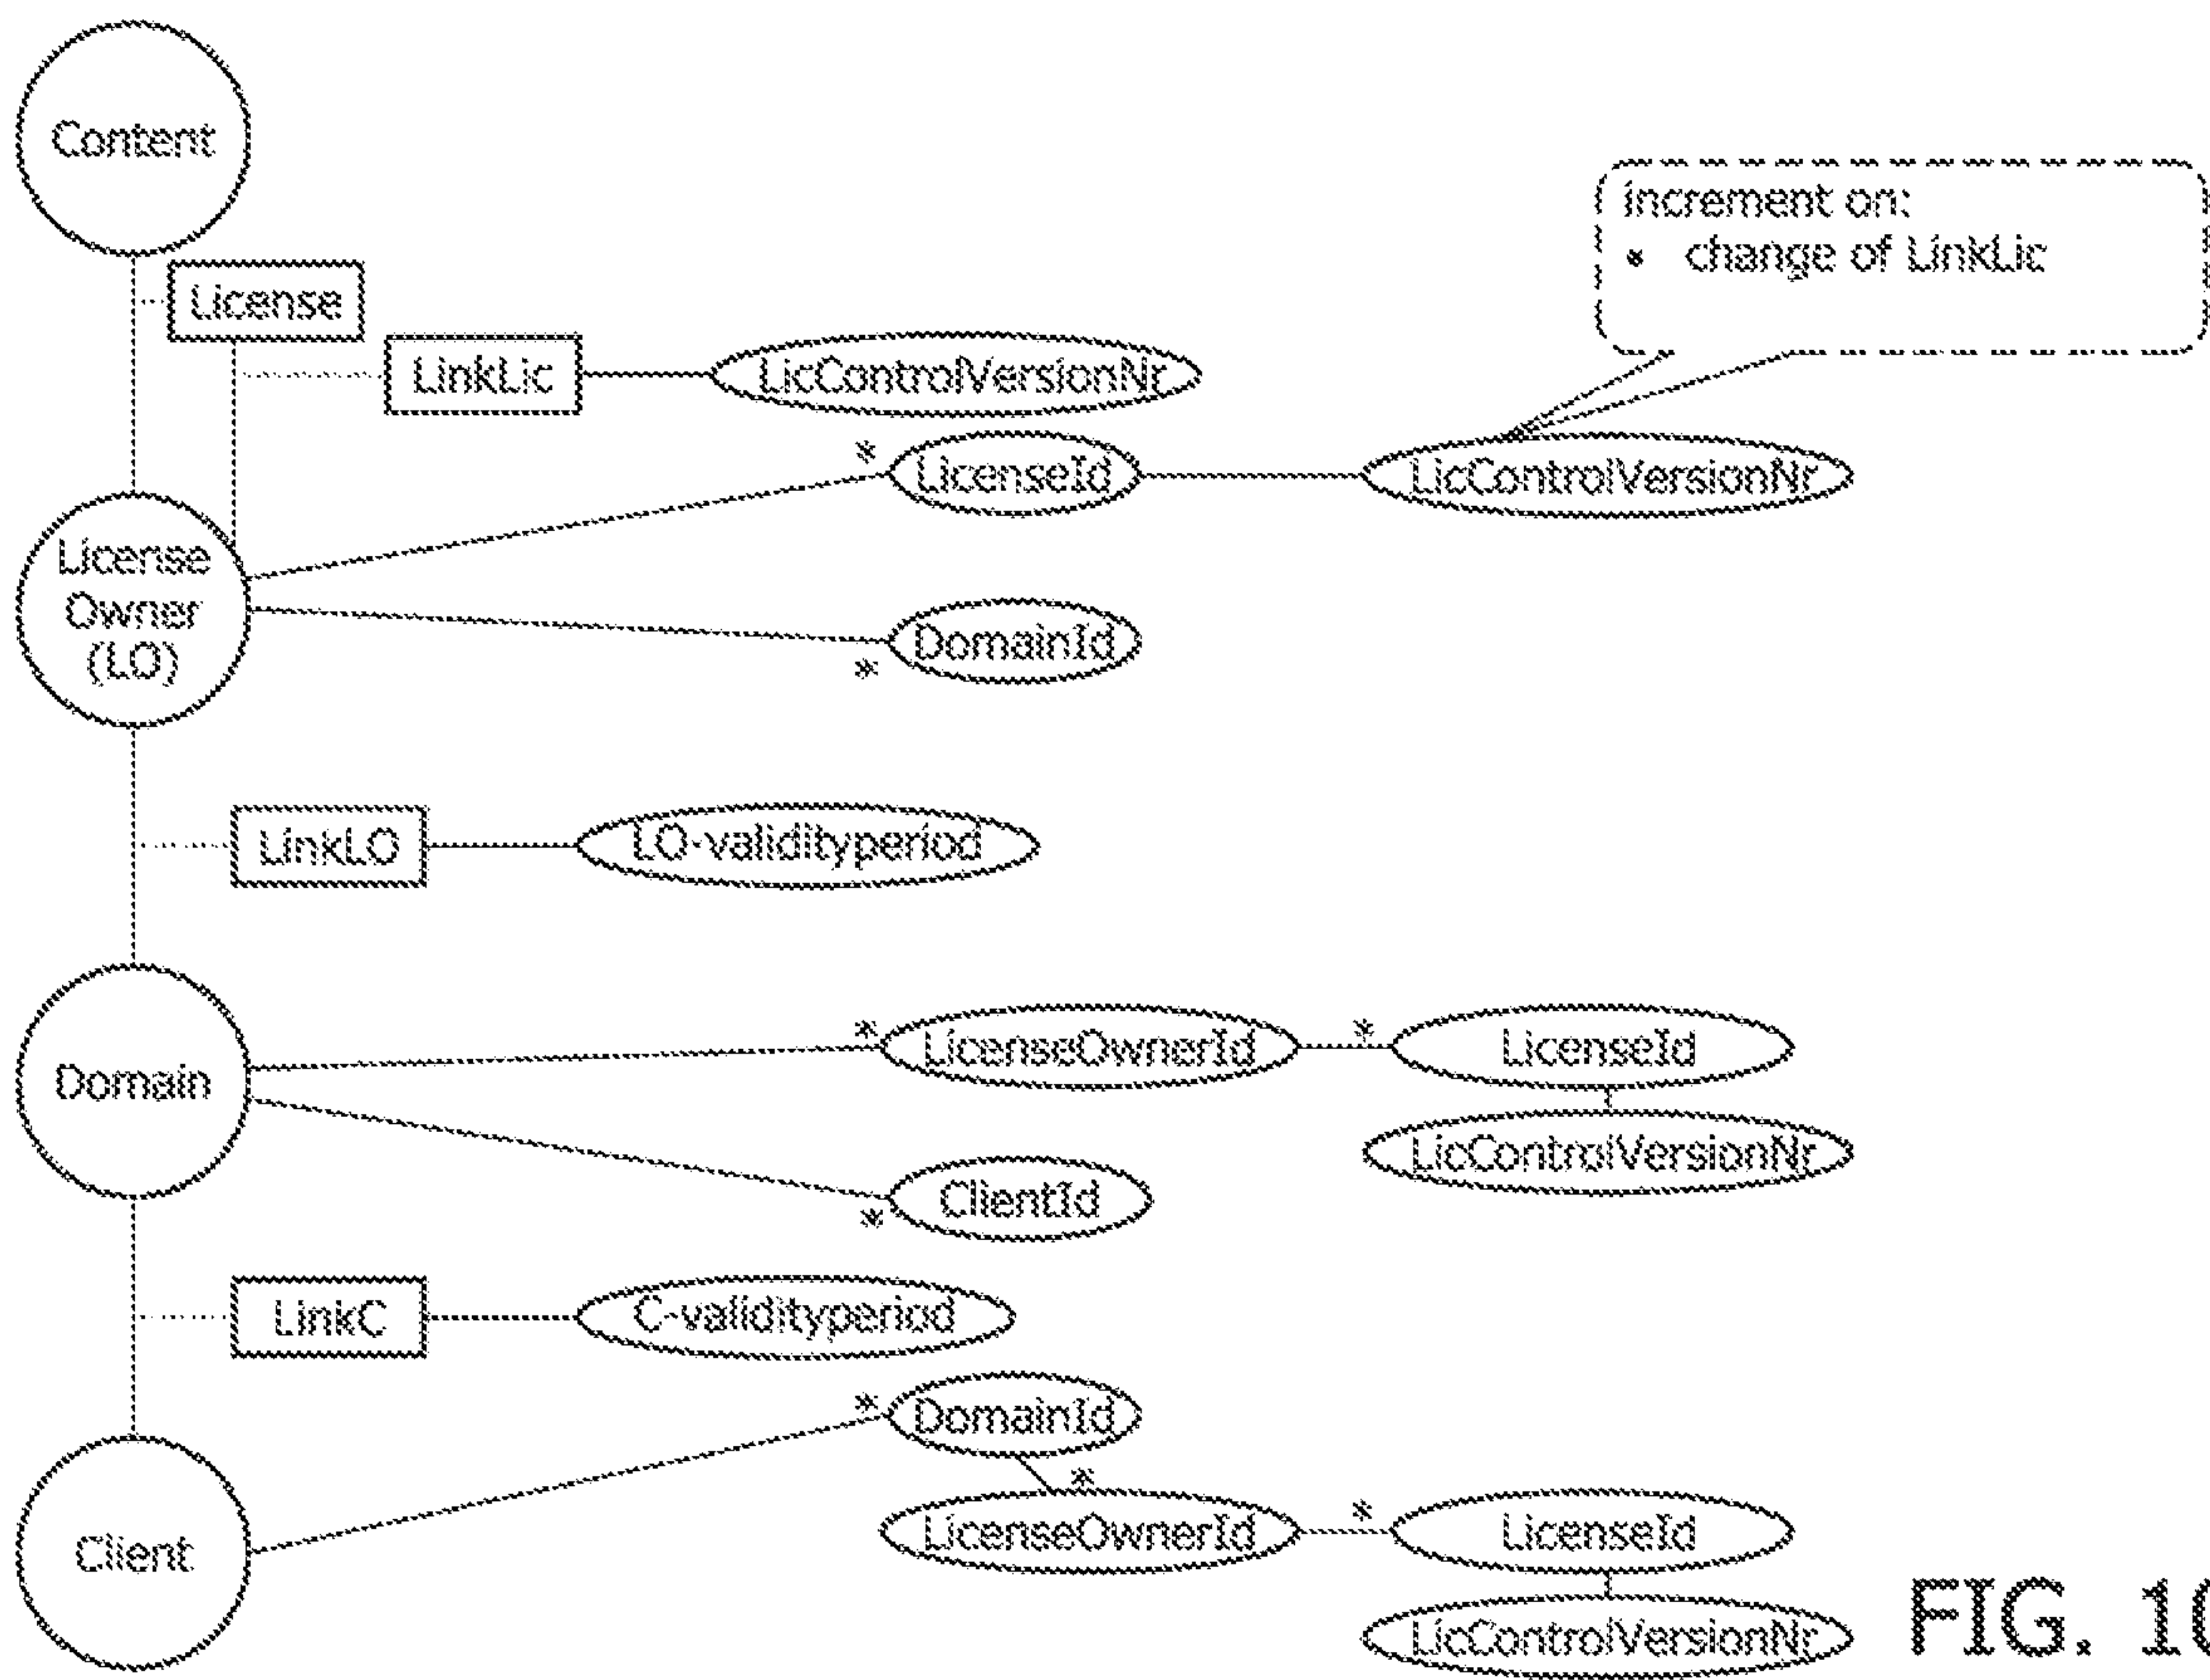 Content
increment on:
* change of LinkLic
License
LinkLic
LicControlVersionNr
*
LicenseId
LicControlVersionNr
License
Owner
(LO)
DomainId
*
LinkLO
LO-validityperiod
Domain
*
LicenseOwnerId
*
LicenseId
LicControlVersionNr
ClientId
*
LinkC
C-validityperiod
*
DomainId
*
LicenseOwnerId
*
LicenseId
Client
LicControlVersionNr
FIG. 10